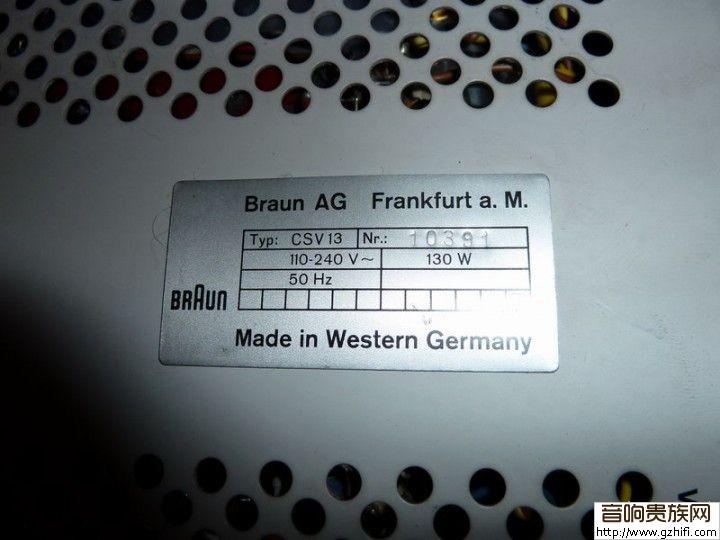 Braun AG Frankfurt a. M.
Typ: CSV 13 Nr.: 10391
110-240 V~ 130 W
50 Hz
BRAUN
Made in Western Germany
V
音响贵族网
http://www.gzhifi.com